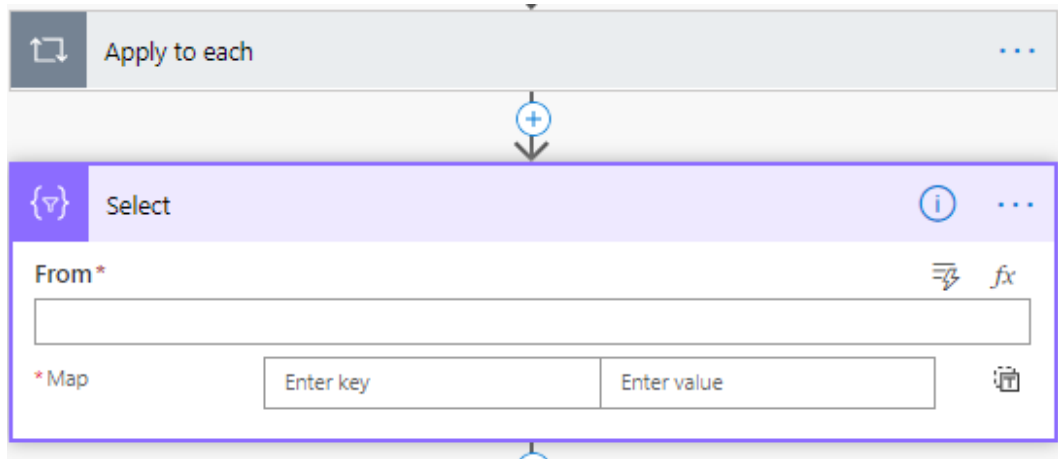 Apply to each
Select
From*
fx
*Map Enter key Enter value